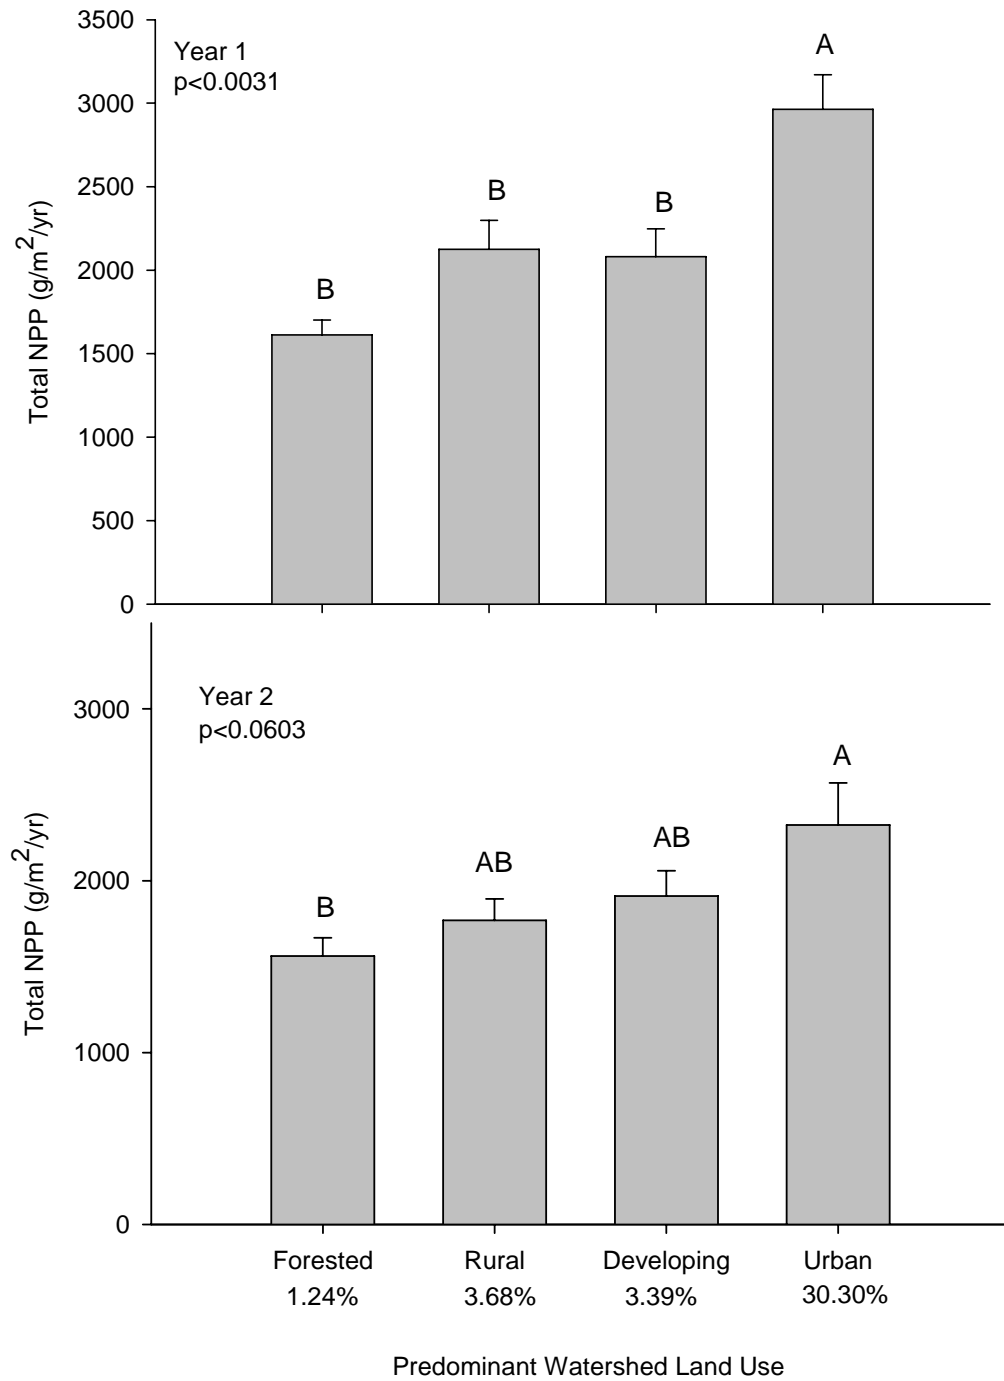 3500
Year 1
p<0.0031
A
3000
2500
B
B
2000
B
1500
1000
500
0
Total NPP (g/m²/yr)
Year 2
p<0.0603
3000
A
AB
AB
2000
B
1000
0
Total NPP (g/m²/yr)
Forested Rural Developing Urban
1.24% 3.68% 3.39% 30.30%
Predominant Watershed Land Use